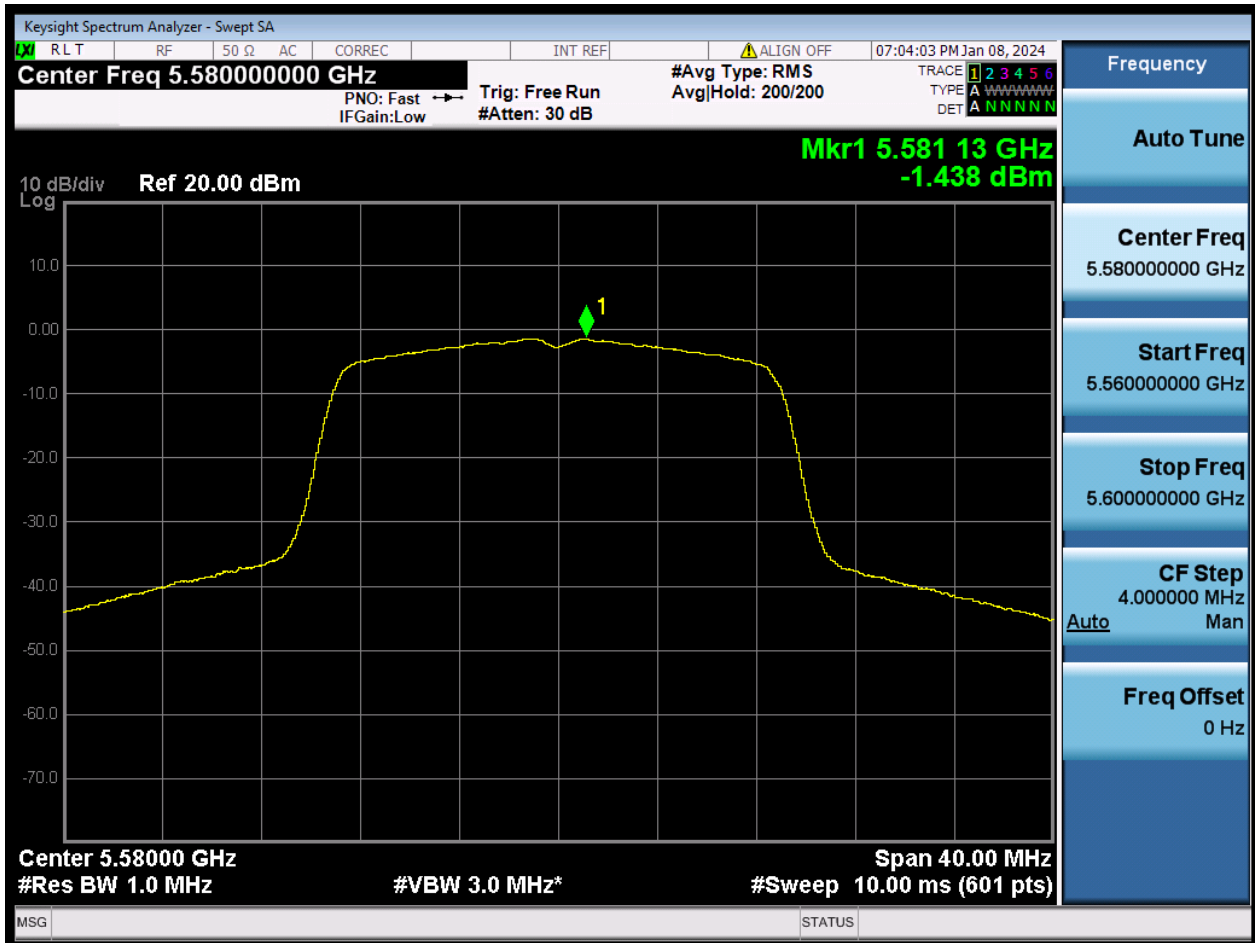 Keysight Spectrum Analyzer - Swept SA
LXI RLT RF 50 Ω AC CORREC INT REF ALIGN OFF 07:04:03 PM Jan 08, 2024
Center Freq 5.580000000 GHz
PNO: Fast
IFGain:Low
Trig: Free Run
#Atten: 30 dB
#Avg Type: RMS
Avg|Hold: 200/200
TRACE 1 2 3 4 5 6
TYPE A WWWWW
DET A N N N N N
Mkr1 5.581 13 GHz
-1.438 dBm
10 dB/div Ref 20.00 dBm
Log
10.0
1
0.00
-10.0
-20.0
-30.0
-40.0
-50.0
-60.0
-70.0
Center 5.58000 GHz Span 40.00 MHz
#Res BW 1.0 MHz #VBW 3.0 MHz* #Sweep 10.00 ms (601 pts)
MSG STATUS
Frequency
Auto Tune
Center Freq
5.580000000 GHz
Start Freq
5.560000000 GHz
Stop Freq
5.600000000 GHz
CF Step
4.000000 MHz
Auto Man
Freq Offset
0 Hz